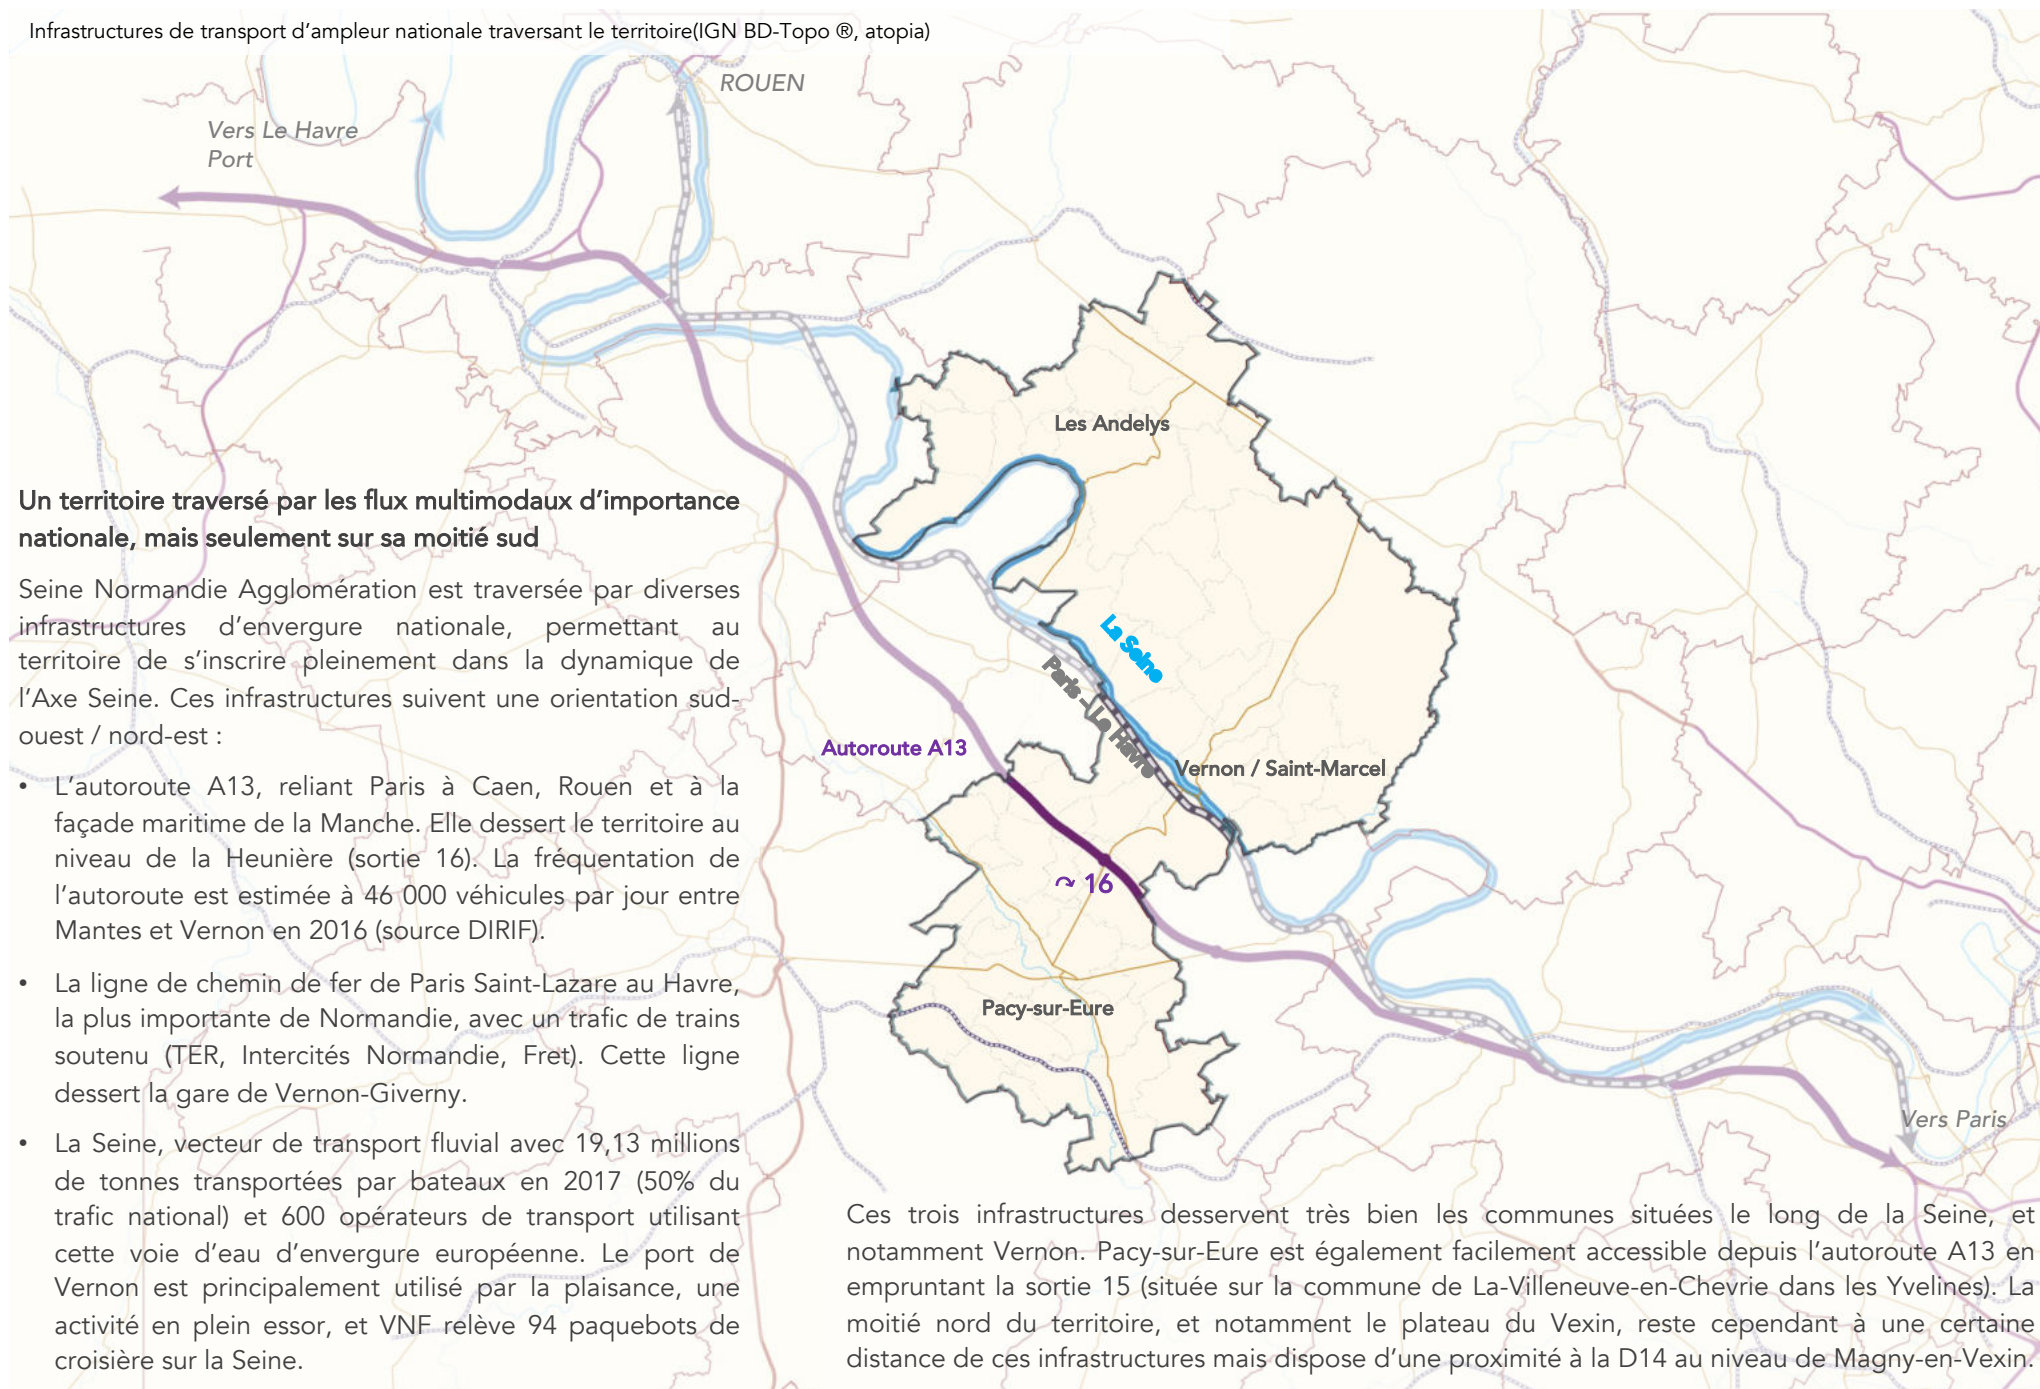 Infrastructures de transport d'ampleur nationale traversant le territoire(IGN BD-Topo ®, atopia)
ROUEN
Vers Le Havre
Port
Les Andelys
La Seine
Paris – Le Havre
Autoroute A13
Vernon / Saint-Marcel
16
Pacy-sur-Eure
Vers Paris
Un territoire traversé par les flux multimodaux d'importance
nationale, mais seulement sur sa moitié sud
Seine Normandie Agglomération est traversée par diverses
infrastructures d'envergure nationale, permettant au
territoire de s'inscrire pleinement dans la dynamique de
l'Axe Seine. Ces infrastructures suivent une orientation sud-
ouest / nord-est :
• L'autoroute A13, reliant Paris à Caen, Rouen et à la
façade maritime de la Manche. Elle dessert le territoire au
niveau de la Heunière (sortie 16). La fréquentation de
l'autoroute est estimée à 46 000 véhicules par jour entre
Mantes et Vernon en 2016 (source DIRIF).
• La ligne de chemin de fer de Paris Saint-Lazare au Havre,
la plus importante de Normandie, avec un trafic de trains
soutenu (TER, Intercités Normandie, Fret). Cette ligne
dessert la gare de Vernon-Giverny.
• La Seine, vecteur de transport fluvial avec 19,13 millions
de tonnes transportées par bateaux en 2017 (50% du
trafic national) et 600 opérateurs de transport utilisant
cette voie d'eau d'envergure européenne. Le port de
Vernon est principalement utilisé par la plaisance, une
activité en plein essor, et VNF relève 94 paquebots de
croisière sur la Seine.
Ces trois infrastructures desservent très bien les communes situées le long de la Seine, et
notamment Vernon. Pacy-sur-Eure est également facilement accessible depuis l'autoroute A13 en
empruntant la sortie 15 (située sur la commune de La-Villeneuve-en-Chevrie dans les Yvelines). La
moitié nord du territoire, et notamment le plateau du Vexin, reste cependant à une certaine
distance de ces infrastructures mais dispose d'une proximité à la D14 au niveau de Magny-en-Vexin.